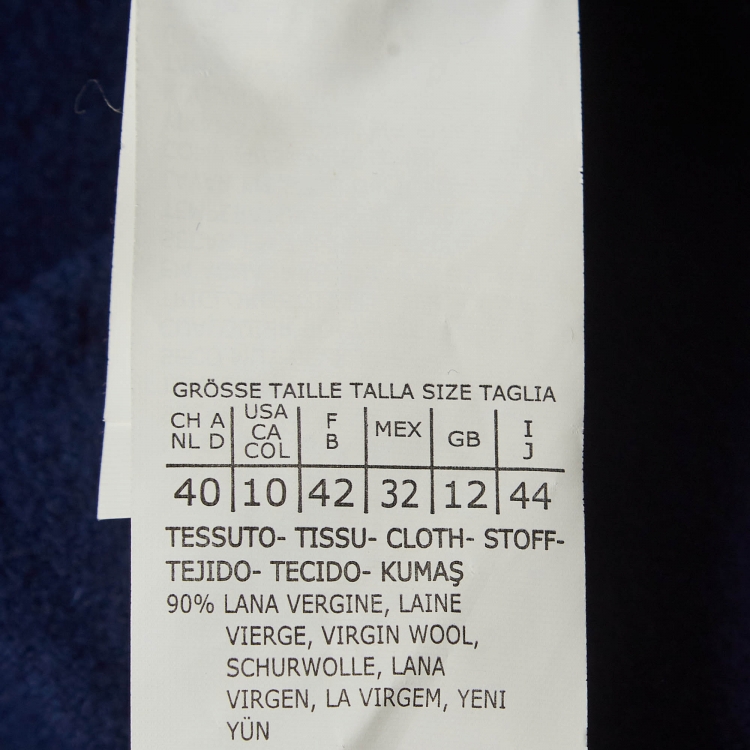 GRÖSSE TAILLE TALLA SIZE TAGLIA
CH A NL D | USA CA COL | F B | MEX | GB | I J
40 | 10 | 42 | 32 | 12 | 44
TESSUTO- TISSU- CLOTH- STOFF-
TEJIDO- TECIDO- KUMAŞ
90% LANA VERGINE, LAINE
VIERGE, VIRGIN WOOL,
SCHURWOLLE, LANA
VIRGEN, LA VIRGEM, YENI
YÜN